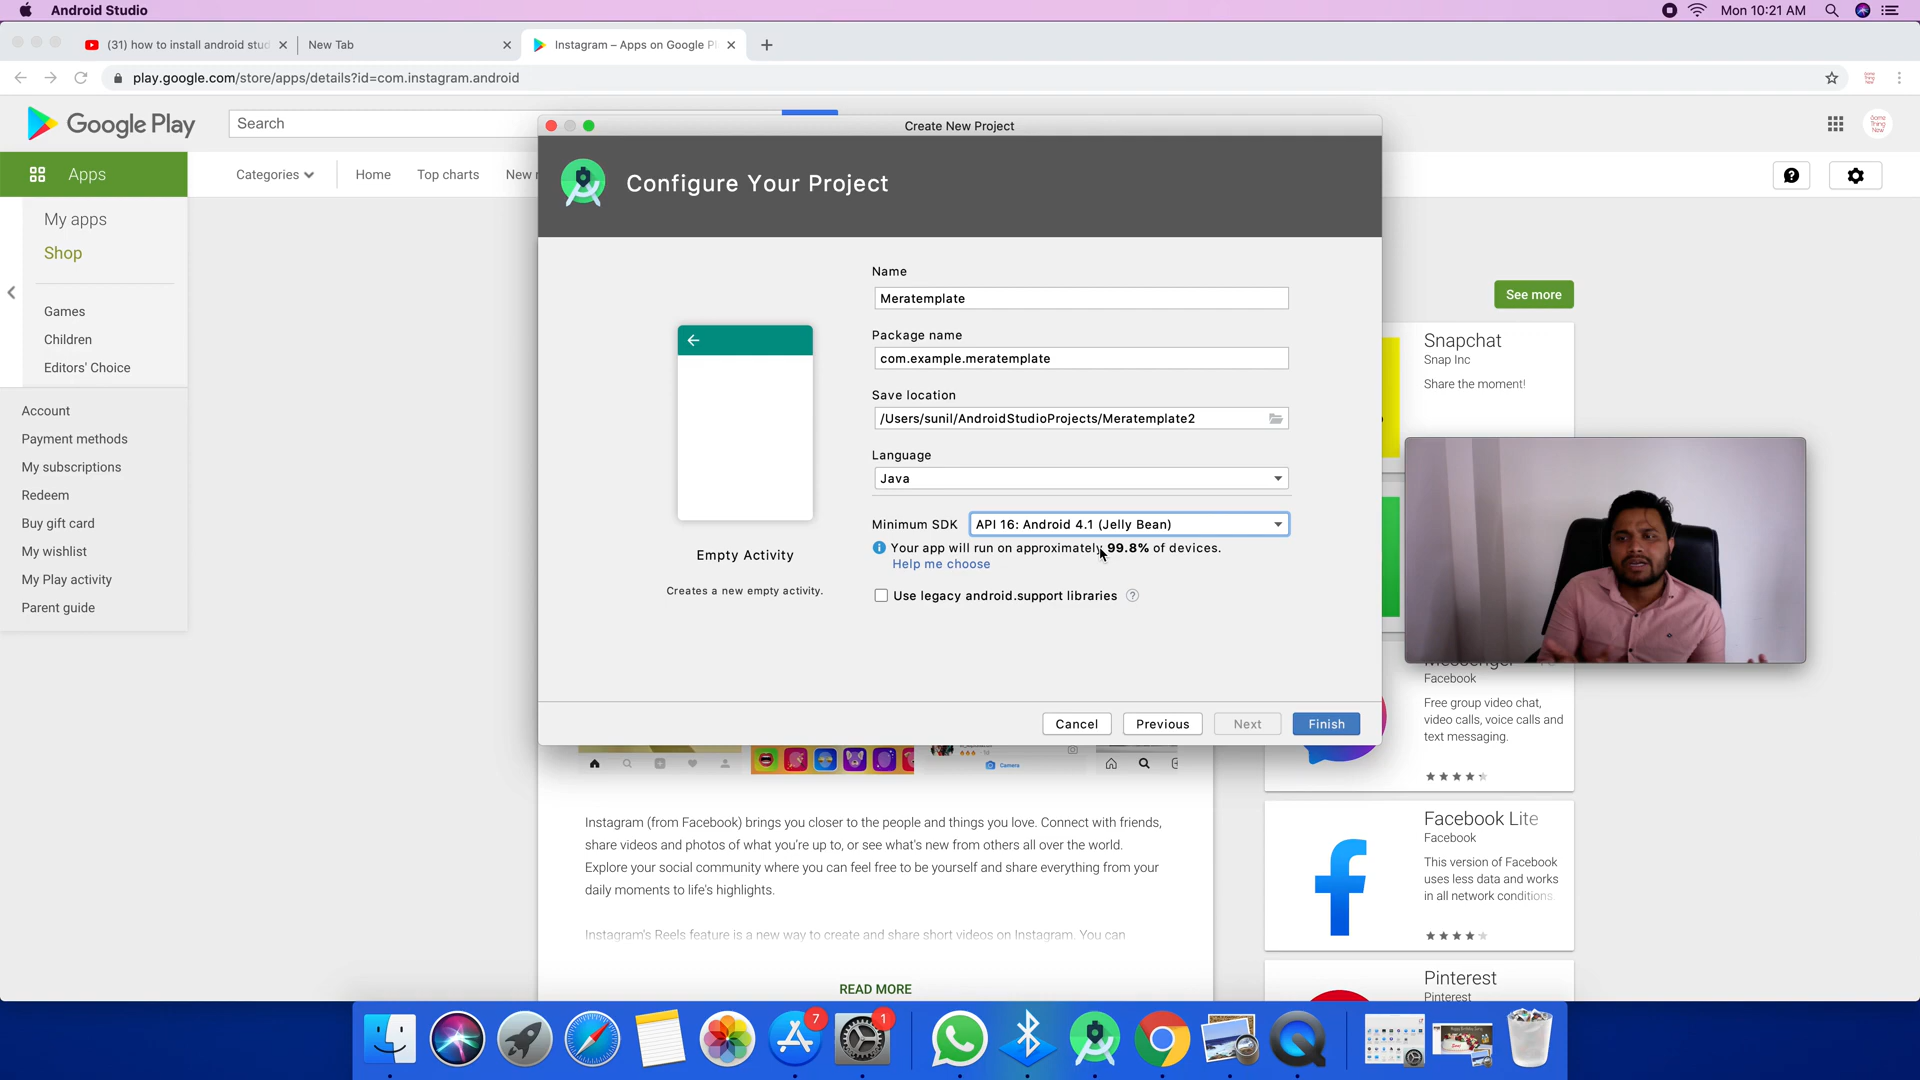 Android Studio
Mon 10:21 AM
(31) how to install android stud
New Tab
Instagram – Apps on Google Pl
play.google.com/store/apps/details?id=com.instagram.android
Google Play
Search
Some Thing New
Apps
Categories
Home
Top charts
New r
My apps
Shop
Games
Children
Editors' Choice
Account
Payment methods
My subscriptions
Redeem
Buy gift card
My wishlist
My Play activity
Parent guide
Create New Project
Configure Your Project
Name
Meratemplate
Package name
com.example.meratemplate
Save location
/Users/sunil/AndroidStudioProjects/Meratemplate2
Language
Java
Minimum SDK
API 16: Android 4.1 (Jelly Bean)
Your app will run on approximately 99.8% of devices.
Help me choose
Use legacy android.support libraries
Empty Activity
Creates a new empty activity.
Cancel
Previous
Next
Finish
See more
Snapchat
Snap Inc
Share the moment!
Messenger
Facebook
Free group video chat,
video calls, voice calls and
text messaging.
Facebook Lite
Facebook
This version of Facebook
uses less data and works
in all network conditions.
Pinterest
Pinterest
Camera
Instagram (from Facebook) brings you closer to the people and things you love. Connect with friends,
share videos and photos of what you're up to, or see what's new from others all over the world.
Explore your social community where you can feel free to be yourself and share everything from your
daily moments to life's highlights.
Instagram's Reels feature is a new way to create and share short videos on Instagram. You can
READ MORE
7
1